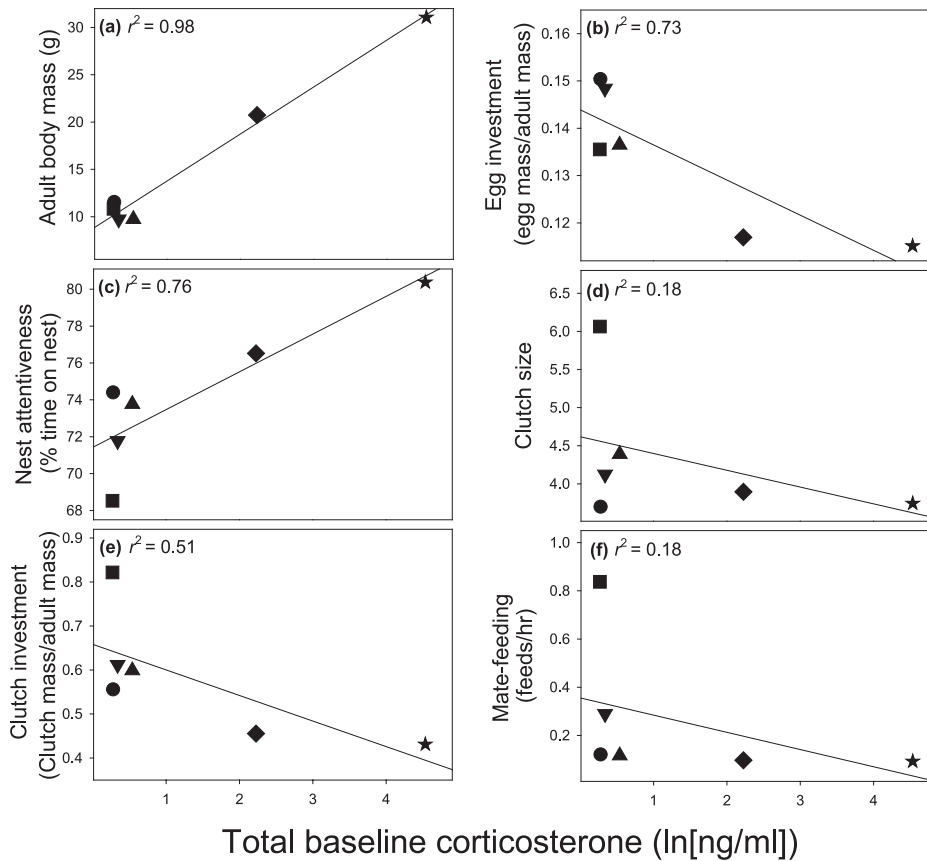 (a) r² = 0.98
Adult body mass (g)
30
20
10
(b) r² = 0.73
Egg investment
(egg mass/adult mass)
0.15
0.14
0.13
0.12
(c) r² = 0.76
Nest attentiveness
(% time on nest)
80
78
76
74
72
70
68
(d) r² = 0.18
Clutch size
6.5
6.0
5.5
5.0
4.5
4.0
(e) r² = 0.51
Clutch investment
(Clutch mass/adult mass)
0.9
0.8
0.7
0.6
0.5
0.4
1 2 3 4
(f) r² = 0.18
Mate-feeding
(feeds/hr)
1.0
0.8
0.6
0.4
0.2
1 2 3 4
Total baseline corticosterone (ln[ng/ml])